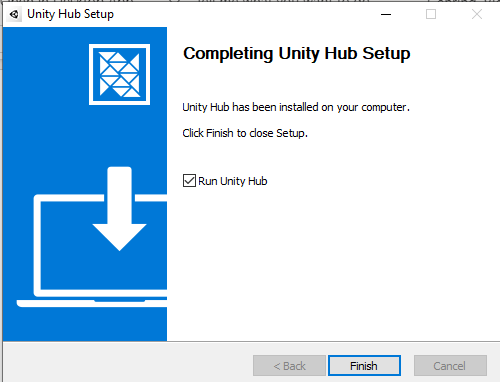 Unity Hub Setup
Completing Unity Hub Setup
Unity Hub has been installed on your computer.
Click Finish to close Setup.
Run Unity Hub
< Back
Finish
Cancel